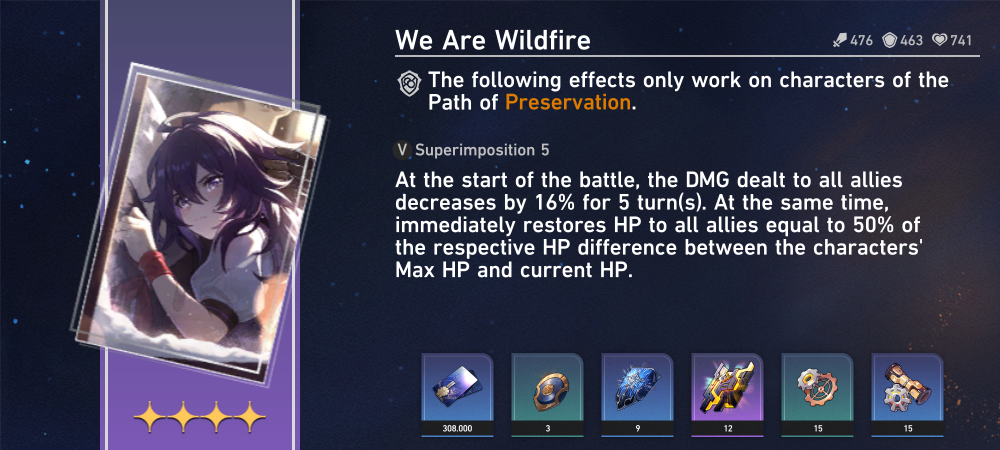 We Are Wildfire
476 463 741
The following effects only work on characters of the
Path of Preservation.
V Superimposition 5
At the start of the battle, the DMG dealt to all allies
decreases by 16% for 5 turn(s). At the same time,
immediately restores HP to all allies equal to 50% of
the respective HP difference between the characters'
Max HP and current HP.
308.000 3 9 12 15 15